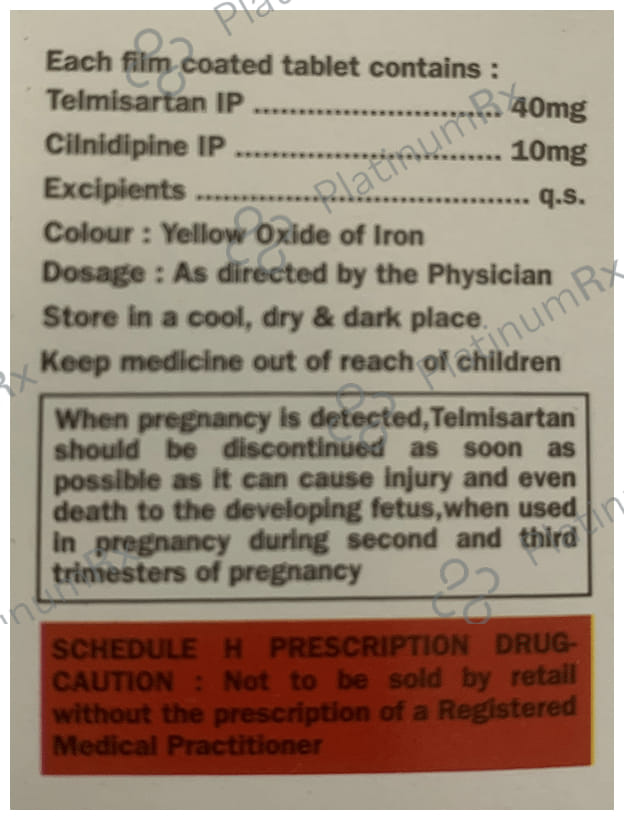 Each film coated tablet contains :
Telmisartan IP .............................. 40mg
Cilnidipine IP ................................. 10mg
Excipients ...................................... q.s.
Colour : Yellow Oxide of Iron
Dosage : As directed by the Physician
Store in a cool, dry & dark place.
Keep medicine out of reach of children
When pregnancy is detected,Telmisartan
should be discontinued as soon as
possible as it can cause injury and even
death to the developing fetus,when used
in pregnancy during second and third
trimesters of pregnancy
SCHEDULE H PRESCRIPTION DRUG-
CAUTION : Not to be sold by retail
without the prescription of a Registered
Medical Practitioner
PlatinumRx
PlatinumRx